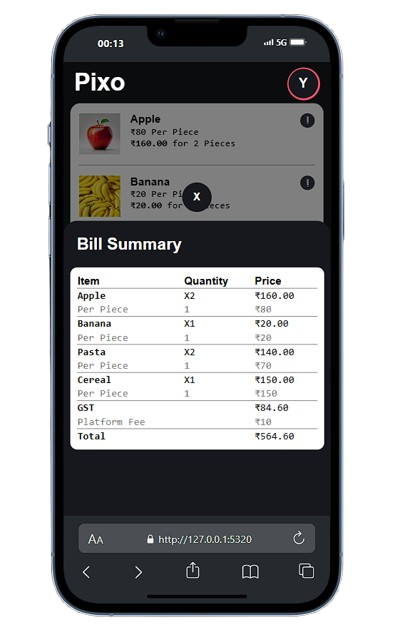 00:13 5G
Pixo Y
Apple !
₹80 Per Piece
₹160.00 for 2 Pieces
Banana !
₹20 Per
₹20.00 for
X
Bill Summary
Item Quantity Price
Apple X2 ₹160.00
Per Piece 1 ₹80
Banana X1 ₹20.00
Per Piece 1 ₹20
Pasta X2 ₹140.00
Per Piece 1 ₹70
Cereal X1 ₹150.00
Per Piece 1 ₹150
GST ₹84.60
Platform Fee ₹10
Total ₹564.60
AA http://127.0.0.1:5320